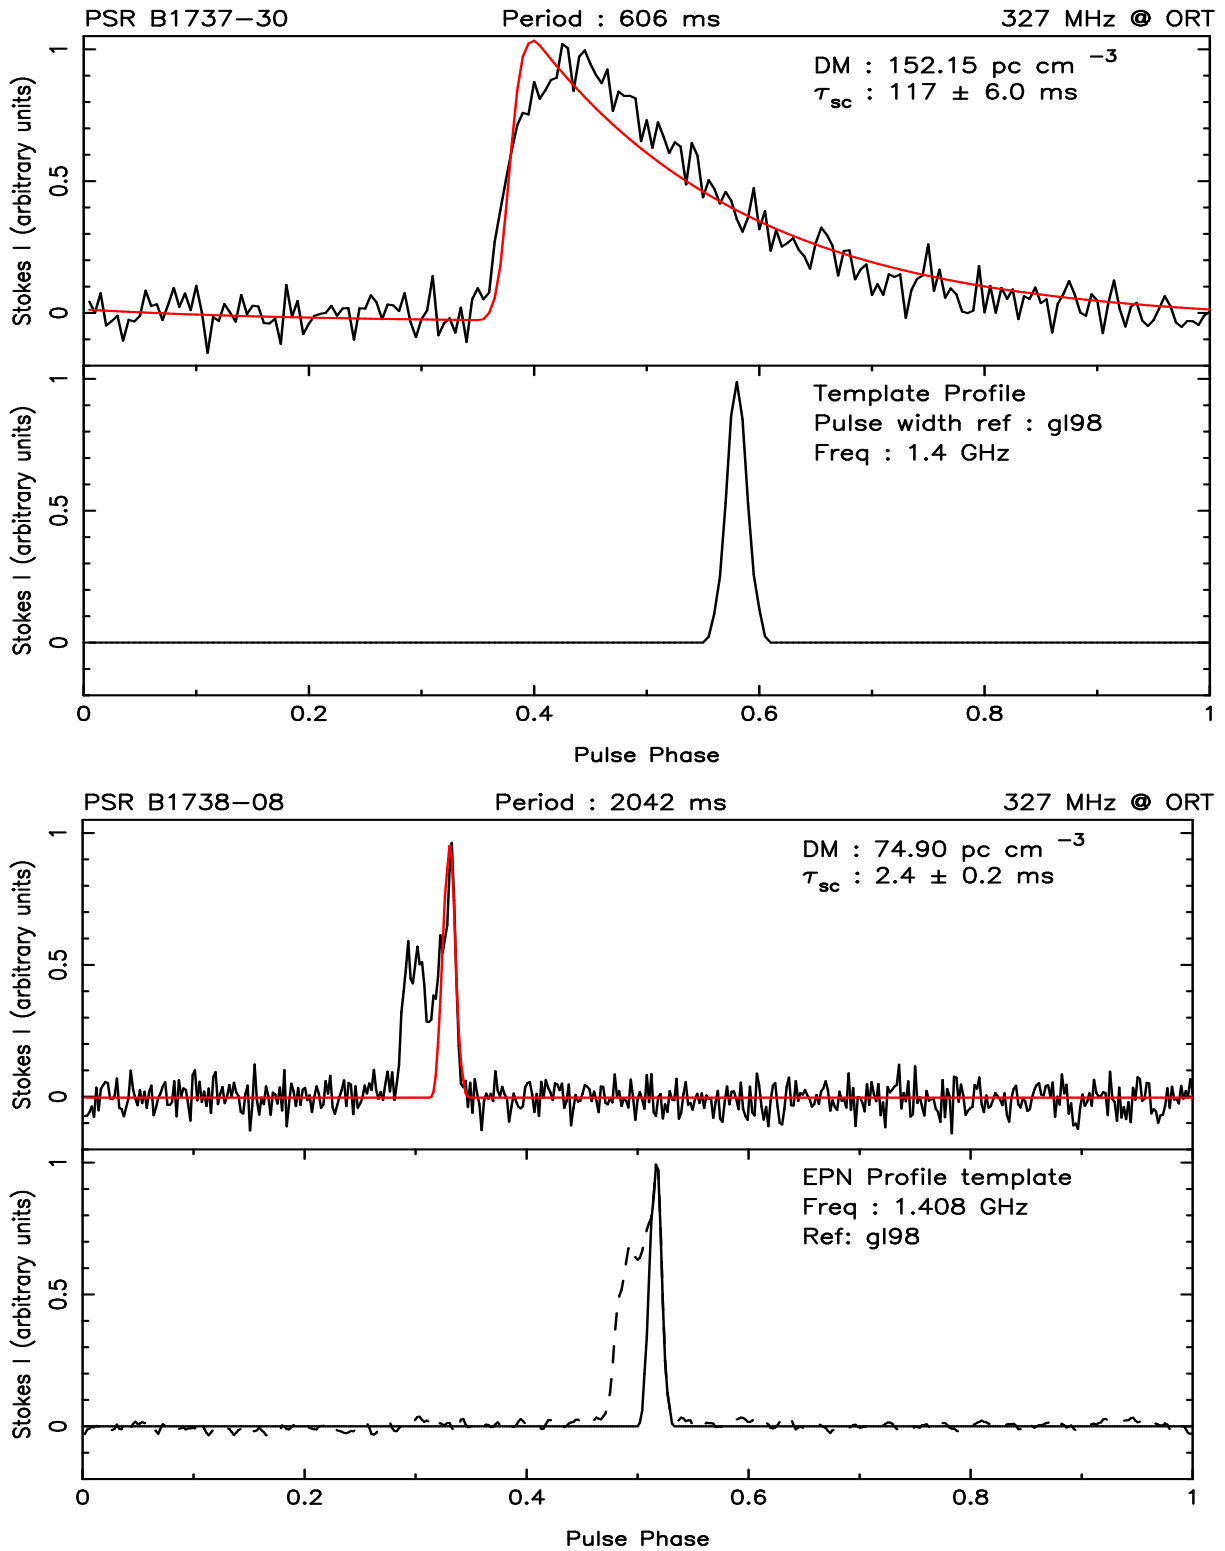 PSR B1737−30 Period : 606 ms 327 MHz @ ORT
DM : 152.15 pc cm −3
τsc : 117 ± 6.0 ms
Stokes I (arbitrary units)
1
0.5
0
Template Profile
Pulse width ref : gl98
Freq : 1.4 GHz
Stokes I (arbitrary units)
1
0.5
0
0 0.2 0.4 0.6 0.8 1
Pulse Phase
PSR B1738−08 Period : 2042 ms 327 MHz @ ORT
DM : 74.90 pc cm −3
τsc : 2.4 ± 0.2 ms
Stokes I (arbitrary units)
1
0.5
0
EPN Profile template
Freq : 1.408 GHz
Ref: gl98
Stokes I (arbitrary units)
1
0.5
0
0 0.2 0.4 0.6 0.8 1
Pulse Phase